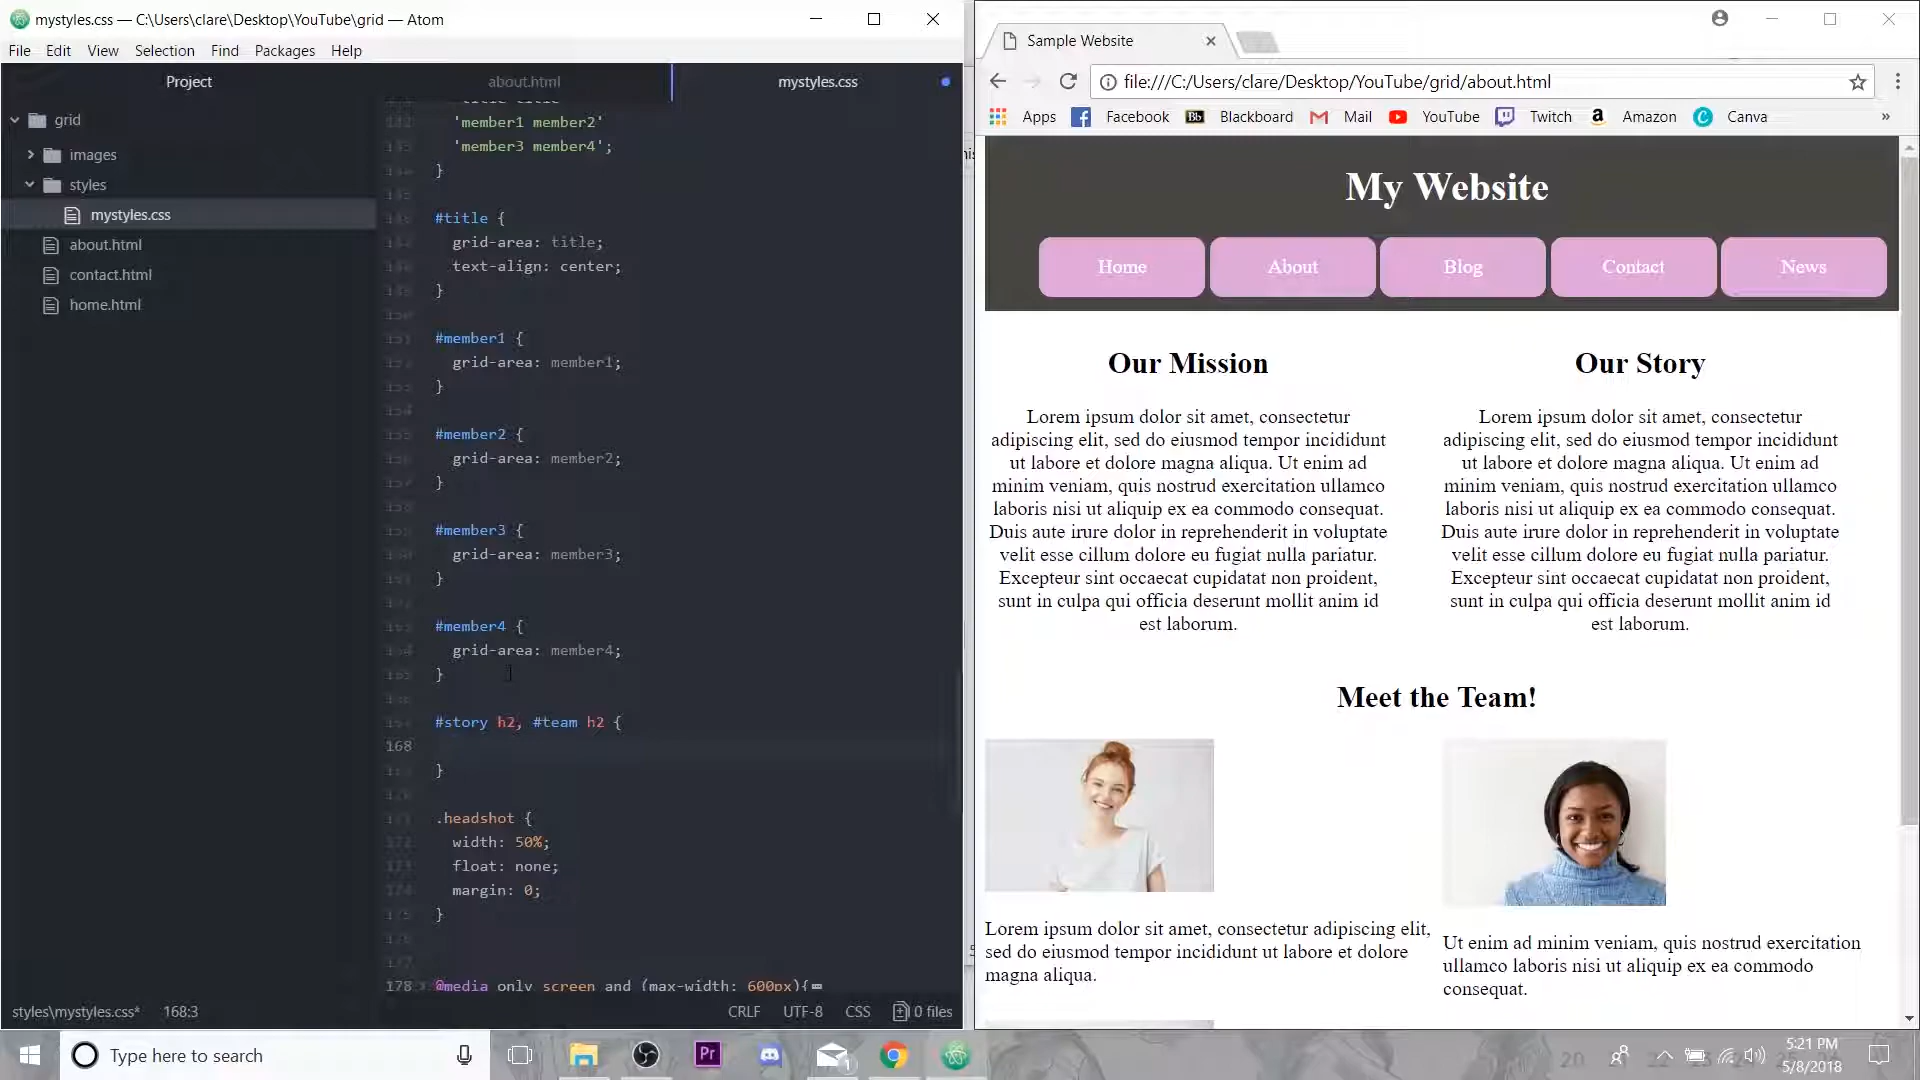 mystyles.css — C:\Users\clare\Desktop\YouTube\grid — Atom
File Edit View Selection Find Packages Help
Project
about.html
mystyles.css
grid
images
styles
mystyles.css
about.html
contact.html
home.html
'member1 member2'
'member3 member4';
}
#title {
grid-area: title;
text-align: center;
}
#member1 {
grid-area: member1;
}
#member2 {
grid-area: member2;
}
#member3 {
grid-area: member3;
}
#member4 {
grid-area: member4;
}
#story h2, #team h2 {
168
}
.headshot {
width: 50%;
float: none;
margin: 0;
}
178 @media only screen and (max-width: 600px){
styles\mystyles.css* 168:3 CRLF UTF-8 CSS 0 files
Sample Website
file:///C:/Users/clare/Desktop/YouTube/grid/about.html
Apps Facebook Bb Blackboard Mail YouTube Twitch Amazon Canva »
My Website
Home About Blog Contact News
Our Mission
Lorem ipsum dolor sit amet, consectetur
adipiscing elit, sed do eiusmod tempor incididunt
ut labore et dolore magna aliqua. Ut enim ad
minim veniam, quis nostrud exercitation ullamco
laboris nisi ut aliquip ex ea commodo consequat.
Duis aute irure dolor in reprehenderit in voluptate
velit esse cillum dolore eu fugiat nulla pariatur.
Excepteur sint occaecat cupidatat non proident,
sunt in culpa qui officia deserunt mollit anim id
est laborum.
Our Story
Lorem ipsum dolor sit amet, consectetur
adipiscing elit, sed do eiusmod tempor incididunt
ut labore et dolore magna aliqua. Ut enim ad
minim veniam, quis nostrud exercitation ullamco
laboris nisi ut aliquip ex ea commodo consequat.
Duis aute irure dolor in reprehenderit in voluptate
velit esse cillum dolore eu fugiat nulla pariatur.
Excepteur sint occaecat cupidatat non proident,
sunt in culpa qui officia deserunt mollit anim id
est laborum.
Meet the Team!
Lorem ipsum dolor sit amet, consectetur adipiscing elit,
sed do eiusmod tempor incididunt ut labore et dolore
magna aliqua.
Ut enim ad minim veniam, quis nostrud exercitation
ullamco laboris nisi ut aliquip ex ea commodo
consequat.
Type here to search
Pr
1
5:21 PM
5/8/2018